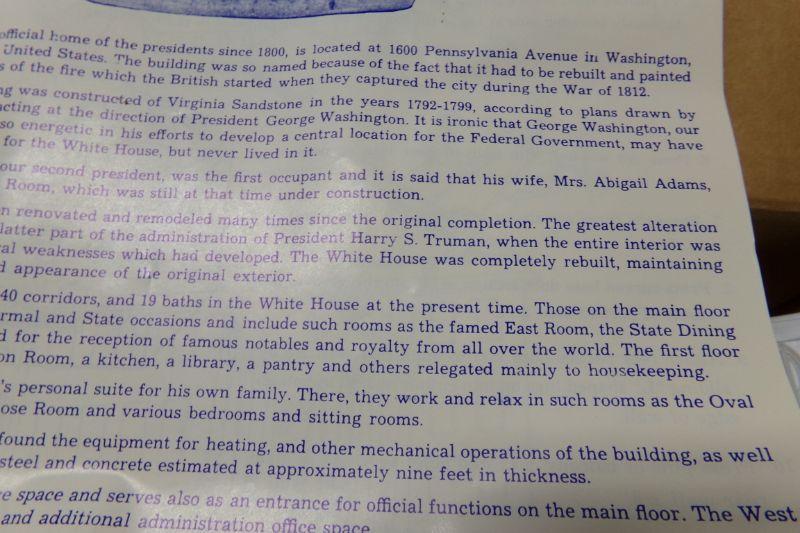 official home of the presidents since 1800, is located at 1600 Pennsylvania Avenue in Washington,
United States. The building was so named because of the fact that it had to be rebuilt and painted
of the fire which the British started when they captured the city during the War of 1812.
was constructed of Virginia Sandstone in the years 1792-1799, according to plans drawn by
acting at the direction of President George Washington. It is ironic that George Washington, our
so energetic in his efforts to develop a central location for the Federal Government, may have
for the White House, but never lived in it.
our second president, was the first occupant and it is said that his wife, Mrs. Abigail Adams,
Room, which was still at that time under construction.
renovated and remodeled many times since the original completion. The greatest alteration
latter part of the administration of President Harry S. Truman, when the entire interior was
weaknesses which had developed. The White House was completely rebuilt, maintaining
appearance of the original exterior.
40 corridors, and 19 baths in the White House at the present time. Those on the main floor
rmal and State occasions and include such rooms as the famed East Room, the State Dining
for the reception of famous notables and royalty from all over the world. The first floor
on Room, a kitchen, a library, a pantry and others relegated mainly to housekeeping.
's personal suite for his own family. There, they work and relax in such rooms as the Oval
ose Room and various bedrooms and sitting rooms.
found the equipment for heating, and other mechanical operations of the building, as well
steel and concrete estimated at approximately nine feet in thickness.
space and serves also as an entrance for official functions on the main floor. The West
and additional administration office space